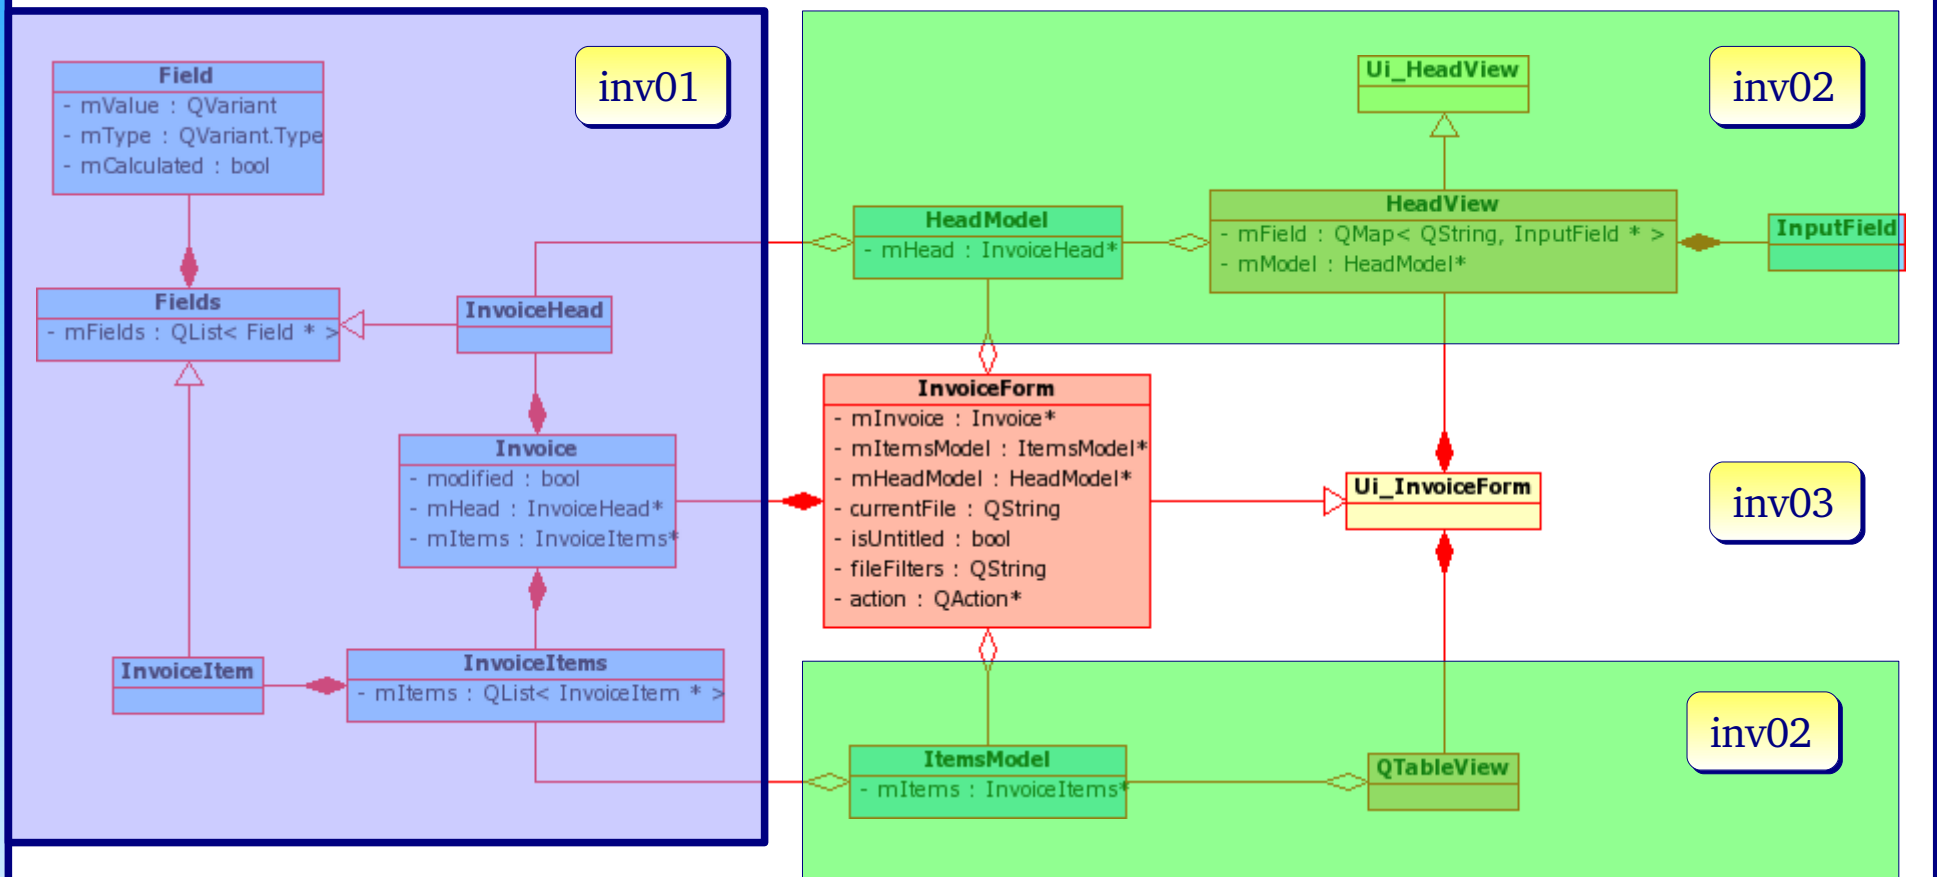 inv01
Field
- mValue : QVariant
- mType : QVariant.Type
- mCalculated : bool
Fields
- mFields : QList< Field * >
InvoiceHead
Invoice
- modified : bool
- mHead : InvoiceHead*
- mItems : InvoiceItems*
InvoiceItem
InvoiceItems
- mItems : QList< InvoiceItem * >
inv02
Ui_HeadView
HeadModel
- mHead : InvoiceHead*
HeadView
- mField : QMap< QString, InputField * >
- mModel : HeadModel*
InputField
InvoiceForm
- mInvoice : Invoice*
- mItemsModel : ItemsModel*
- mHeadModel : HeadModel*
- currentFile : QString
- isUntitled : bool
- fileFilters : QString
- action : QAction*
Ui_InvoiceForm
inv03
inv02
ItemsModel
- mItems : InvoiceItems*
QTableView